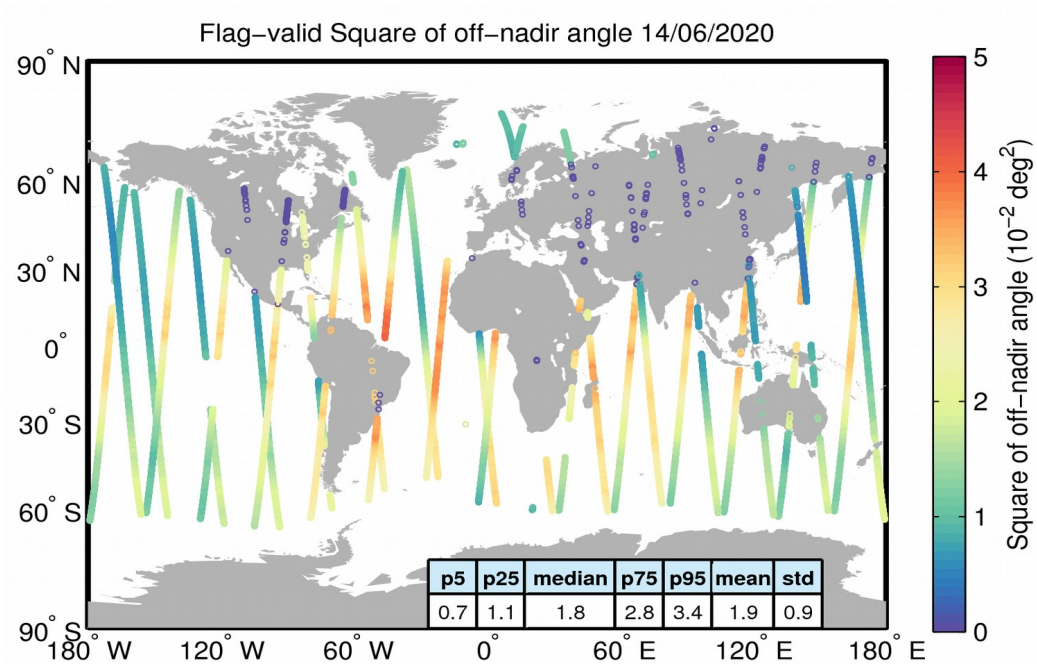 Flag−valid Square of off−nadir angle 14/06/2020
90° N
60° N
30° N
0°
30° S
60° S
90° S
180° W
120° W
60° W
0°
60° E
120° E
180° E
p5 p25 median p75 p95 mean std
0.7 1.1 1.8 2.8 3.4 1.9 0.9
5
4
3
2
1
0
Square of off−nadir angle (10⁻² deg²)